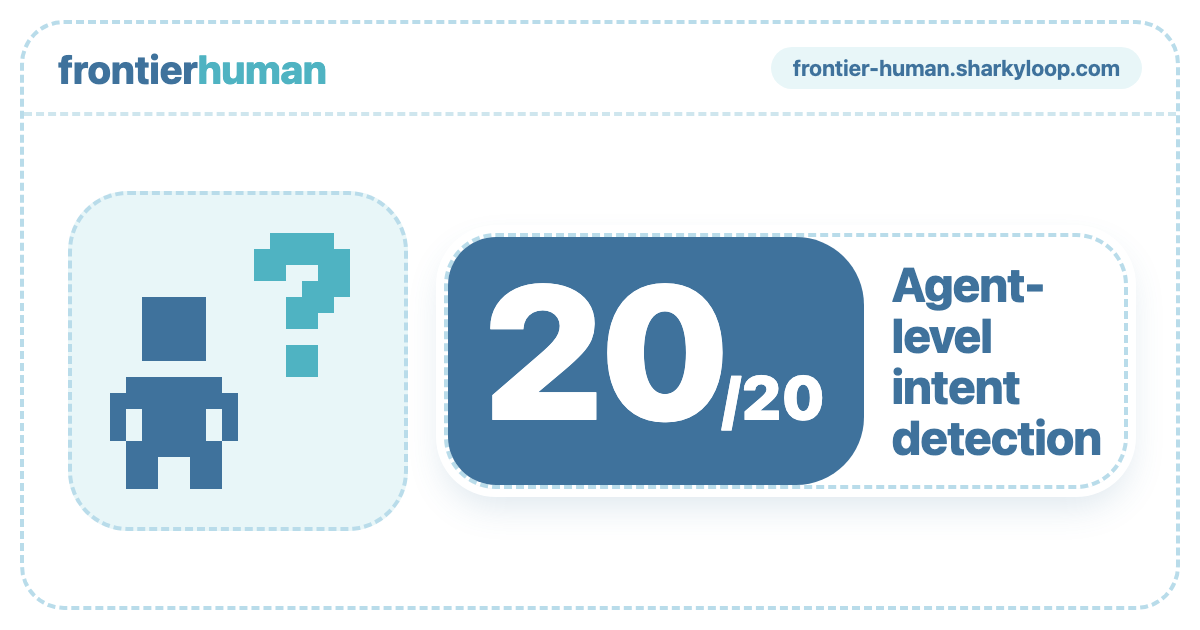 frontierhuman
frontier-human.sharkyloop.com
20/20
Agent-
level
intent
detection